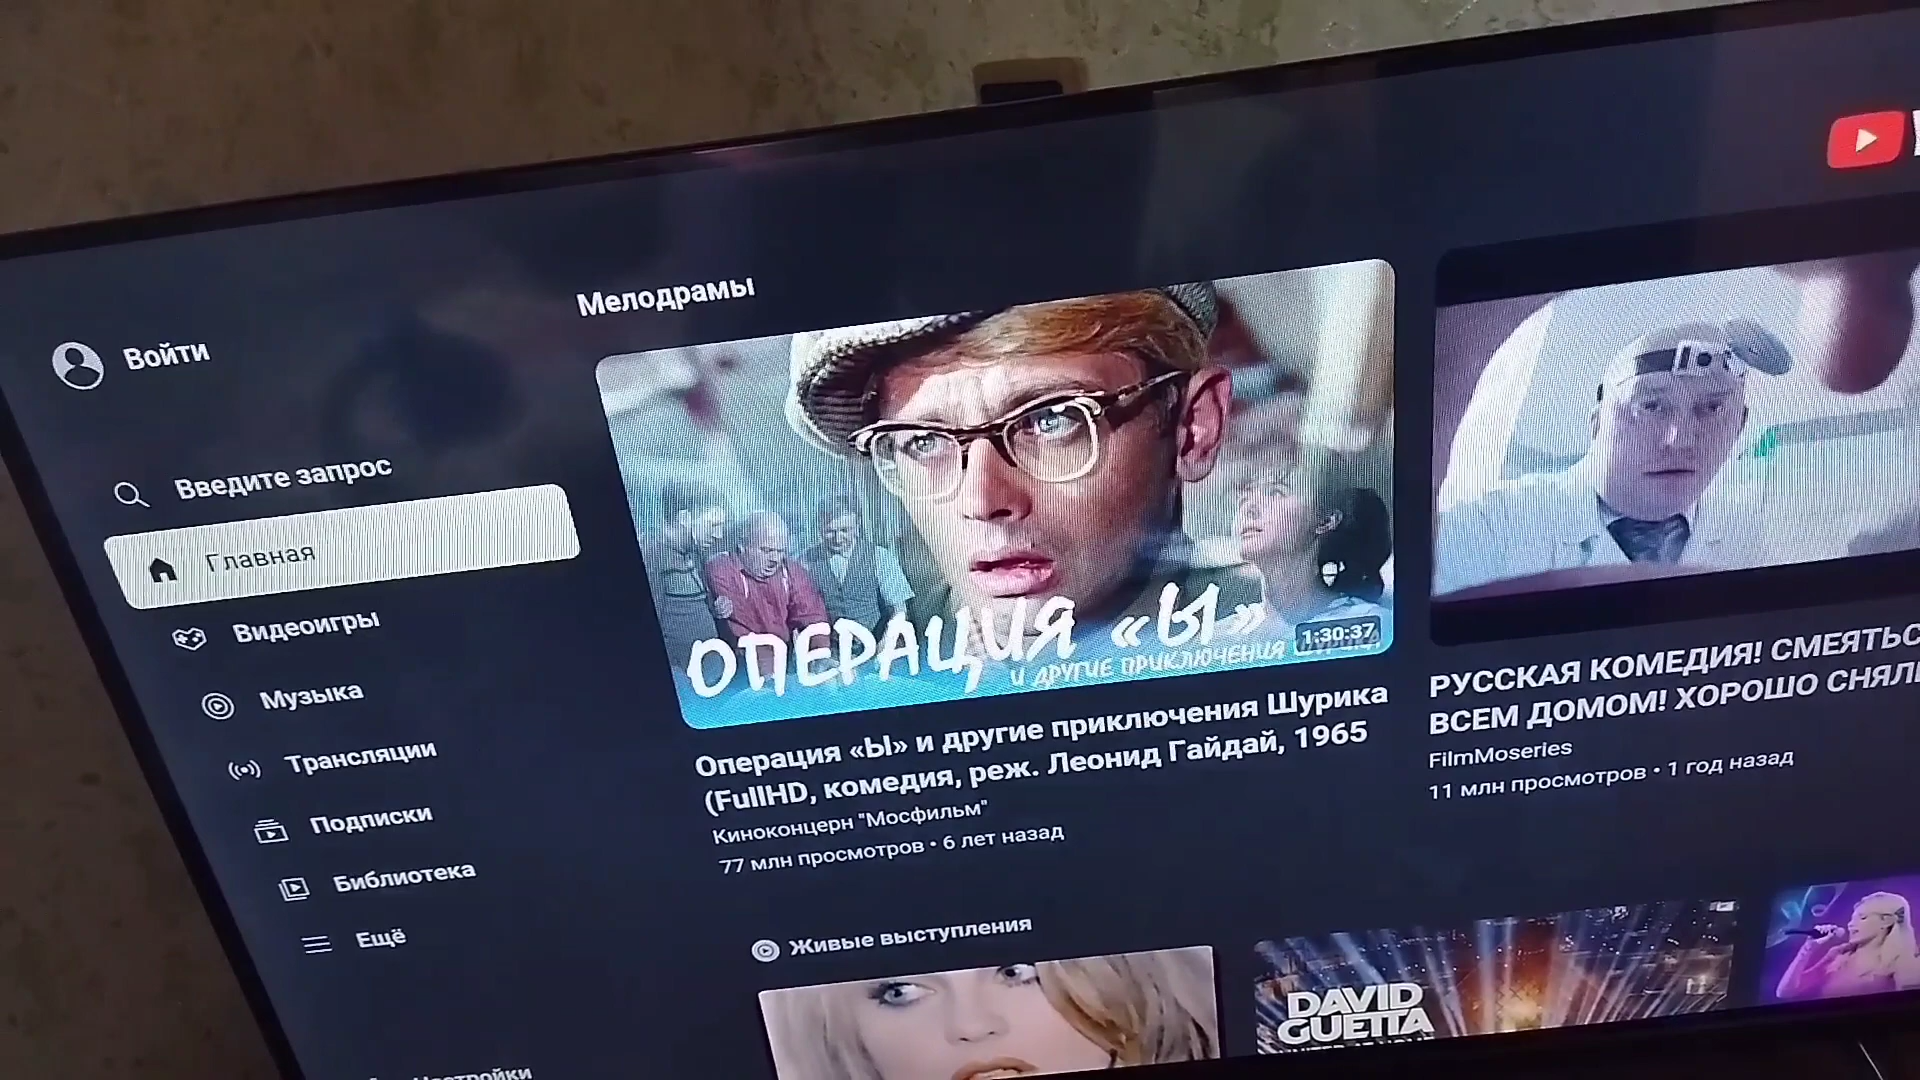 Войти
Введите запрос
Главная
Видеоигры
Музыка
Трансляции
Подписки
Библиотека
Ещё
Настройки
Мелодрамы
ОПЕРАЦИЯ «Ы»
И ДРУГИЕ ПРИКЛЮЧЕНИЯ ШУРИКА
1:30:37
Операция «Ы» и другие приключения Шурика
(FullHD, комедия, реж. Леонид Гайдай, 1965
Киноконцерн "Мосфильм"
77 млн просмотров • 6 лет назад
РУССКАЯ КОМЕДИЯ!
ВСЕМ ДОМОМ! ХОРОШО
FilmMoseries
11 млн просмотров • 1 год назад
Живые выступления
DAVID
GUETTA